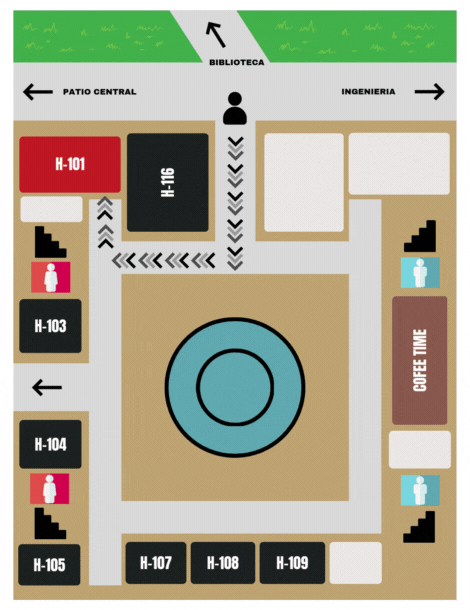 BIBLIOTECA
PATIO CENTRAL
INGENIERIA
H-101
H-116
H-103
COFEE TIME
H-104
H-105
H-107
H-108
H-109